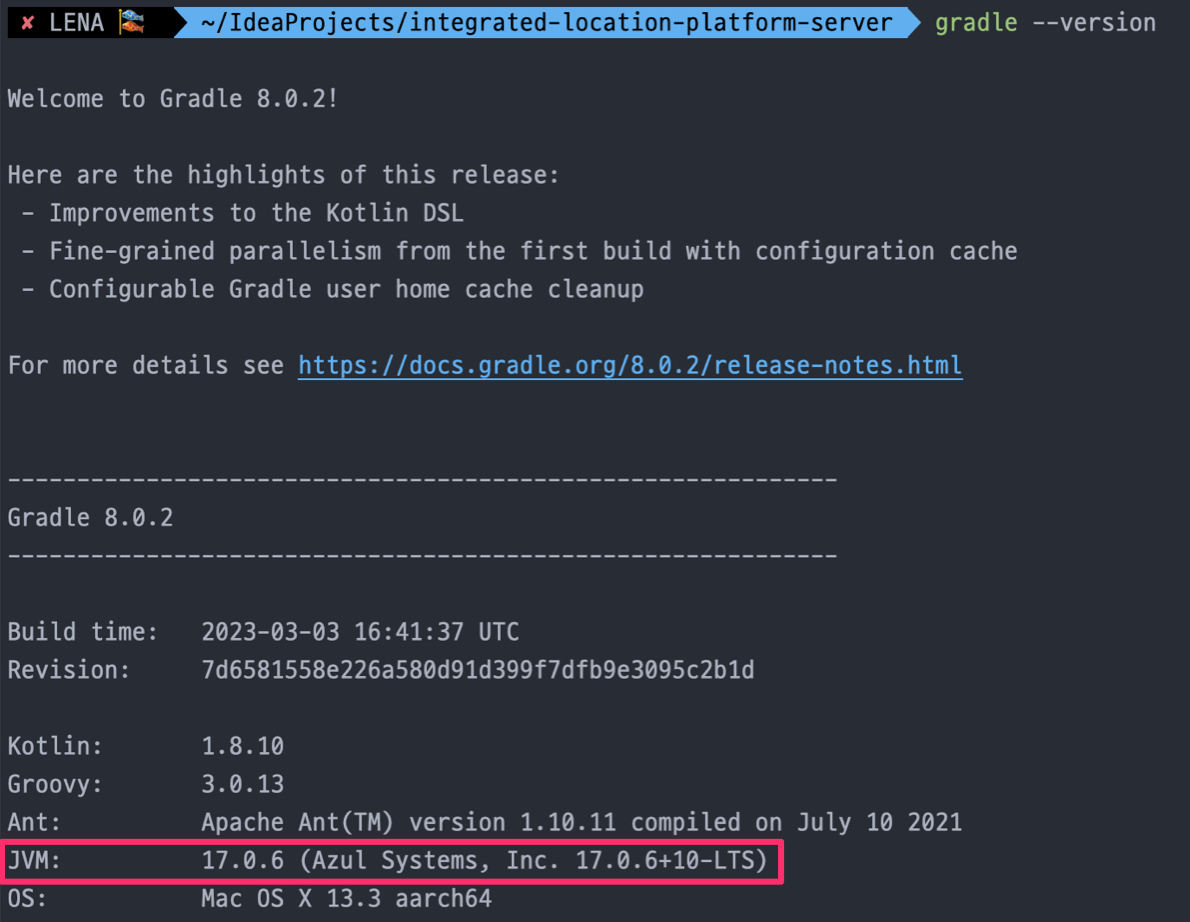 ✘ LENA 🎏 ~/IdeaProjects/integrated-location-platform-server gradle --version
Welcome to Gradle 8.0.2!
Here are the highlights of this release:
- Improvements to the Kotlin DSL
- Fine-grained parallelism from the first build with configuration cache
- Configurable Gradle user home cache cleanup
For more details see https://docs.gradle.org/8.0.2/release-notes.html
------------------------------------------------------------
Gradle 8.0.2
------------------------------------------------------------
Build time: 2023-03-03 16:41:37 UTC
Revision: 7d6581558e226a580d91d399f7dfb9e3095c2b1d
Kotlin: 1.8.10
Groovy: 3.0.13
Ant: Apache Ant(TM) version 1.10.11 compiled on July 10 2021
JVM: 17.0.6 (Azul Systems, Inc. 17.0.6+10-LTS)
OS: Mac OS X 13.3 aarch64